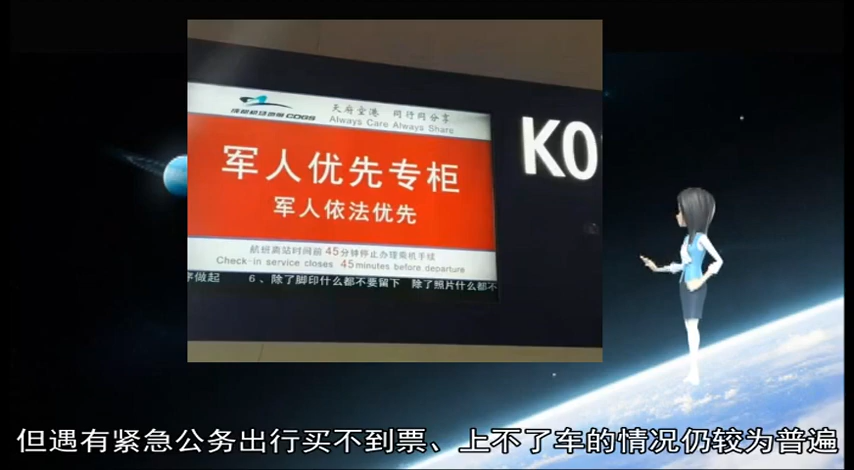 天府空港 同行同分享
Always Care Always Share
CDGS
KO
军人优先专柜
军人依法优先
航班离站时间前45分钟停止办理乘机手续
Check-in service closes 45minutes before departure
做起 6、除了脚印什么都不要留下 除了照片什么都不
但遇有紧急公务出行买不到票、上不了车的情况仍较为普遍